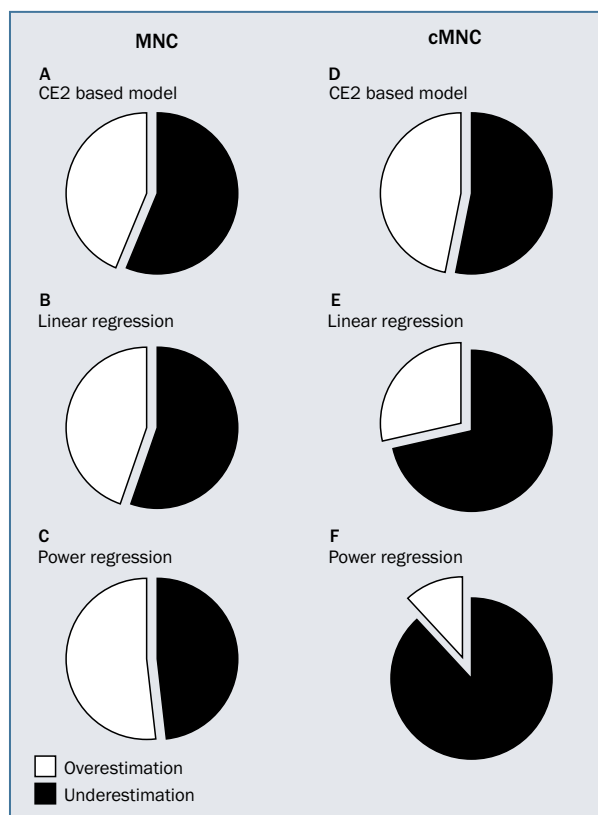 MNC
cMNC
A
CE2 based model
D
CE2 based model
B
Linear regression
E
Linear regression
C
Power regression
F
Power regression
Overestimation
Underestimation